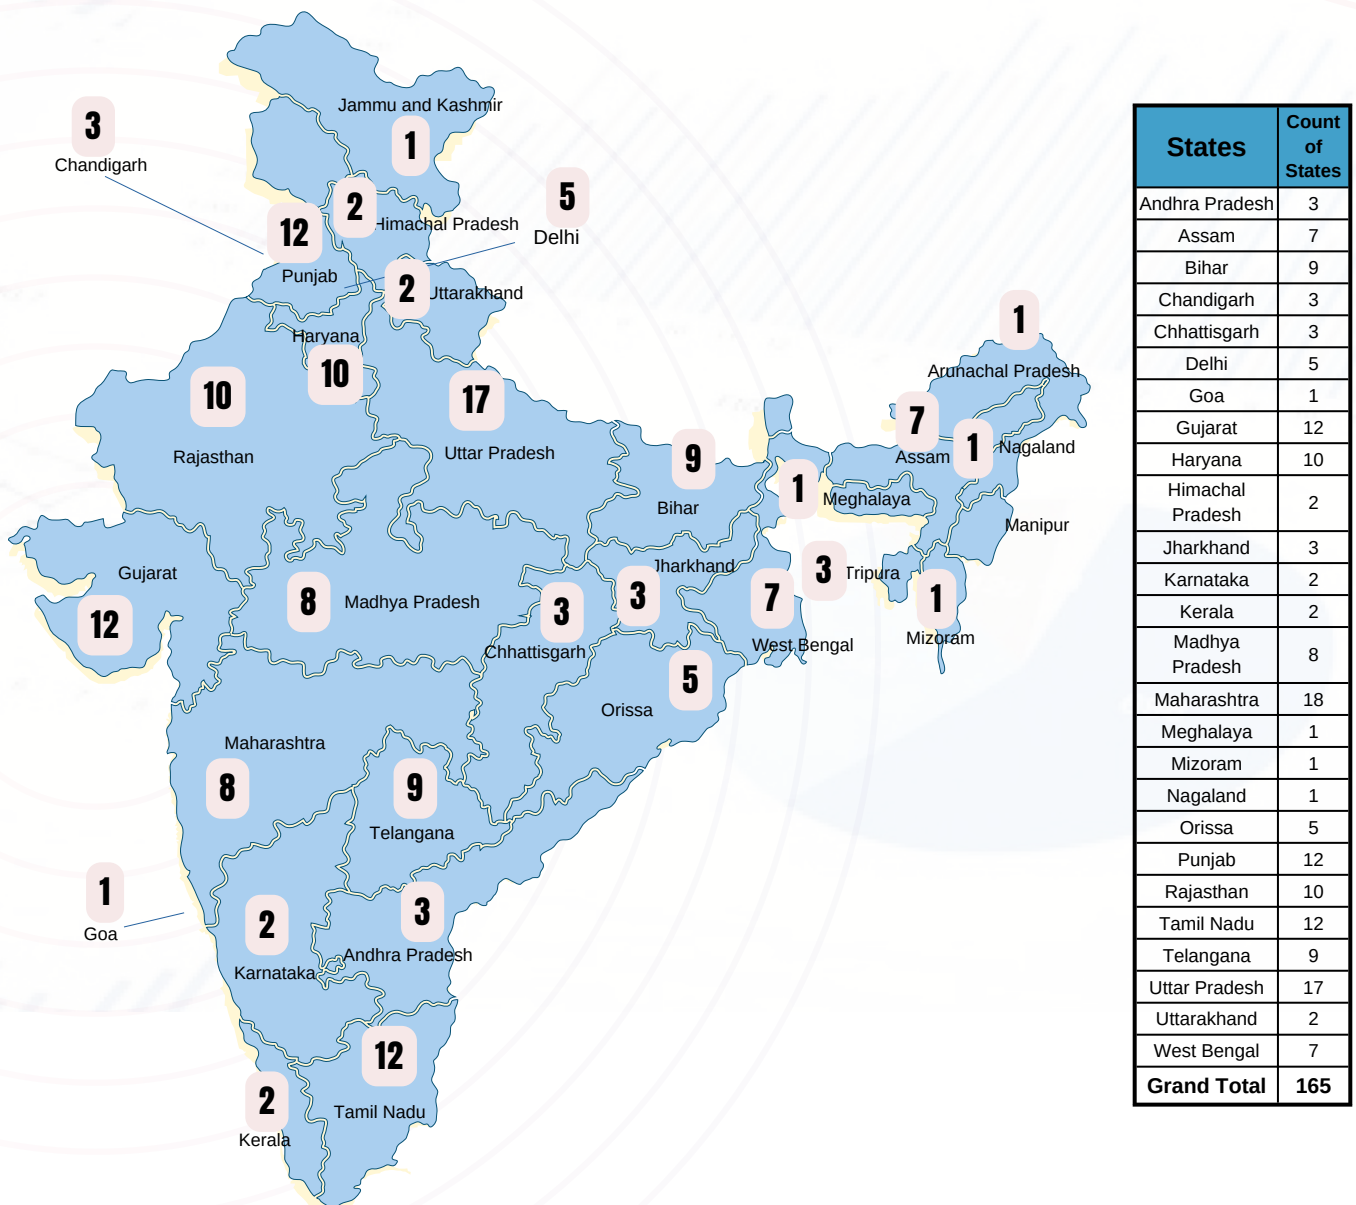 Jammu and Kashmir
1
3
Chandigarh
2
Himachal Pradesh
5
Delhi
12
Punjab
2
Uttarakhand
Haryana
10
10
Rajasthan
17
Uttar Pradesh
1
Arunachal Pradesh
7
Assam
1
Nagaland
9
Bihar
1
Meghalaya
Manipur
Gujarat
12
8
Madhya Pradesh
3
Chhattisgarh
Jharkhand
3
7
West Bengal
3
Tripura
1
Mizoram
5
Orissa
Maharashtra
8
9
Telangana
1
Goa
2
Karnataka
3
Andhra Pradesh
12
Tamil Nadu
2
Kerala
States Count of States
Andhra Pradesh 3
Assam 7
Bihar 9
Chandigarh 3
Chhattisgarh 3
Delhi 5
Goa 1
Gujarat 12
Haryana 10
Himachal Pradesh 2
Jharkhand 3
Karnataka 2
Kerala 2
Madhya Pradesh 8
Maharashtra 18
Meghalaya 1
Mizoram 1
Nagaland 1
Orissa 5
Punjab 12
Rajasthan 10
Tamil Nadu 12
Telangana 9
Uttar Pradesh 17
Uttarakhand 2
West Bengal 7
Grand Total 165